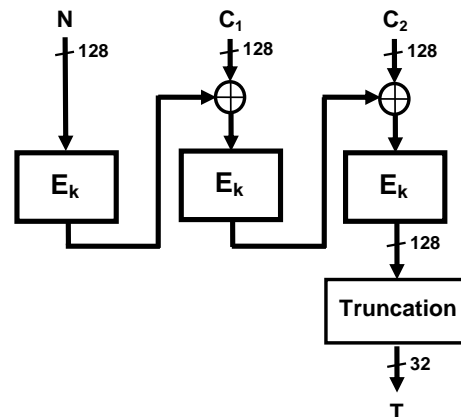 N C₁ C₂
128 128 128
Eₖ Eₖ Eₖ
128
Truncation
32
T